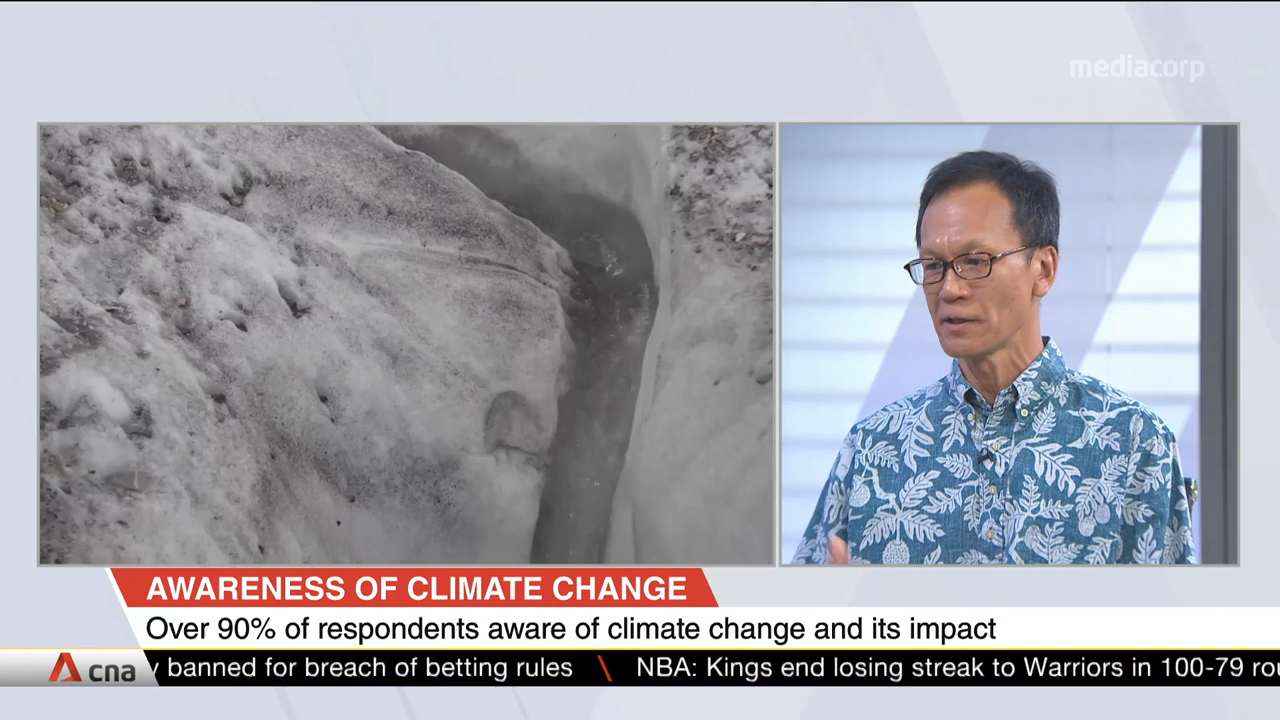 mediacorp
AWARENESS OF CLIMATE CHANGE
Over 90% of respondents aware of climate change and its impact
cna
banned for breach of betting rules \ NBA: Kings end losing streak to Warriors in 100-79